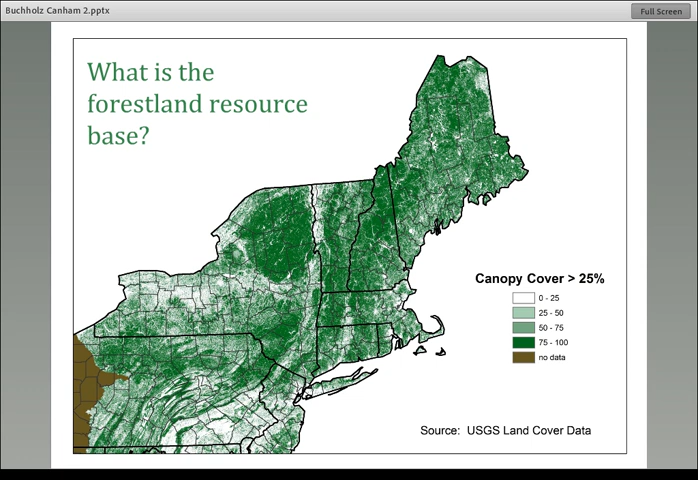 Buchholz Canham 2.pptx
Full Screen
What is the
forestland resource
base?
Canopy Cover > 25%
0 - 25
25 - 50
50 - 75
75 - 100
no data
Source: USGS Land Cover Data